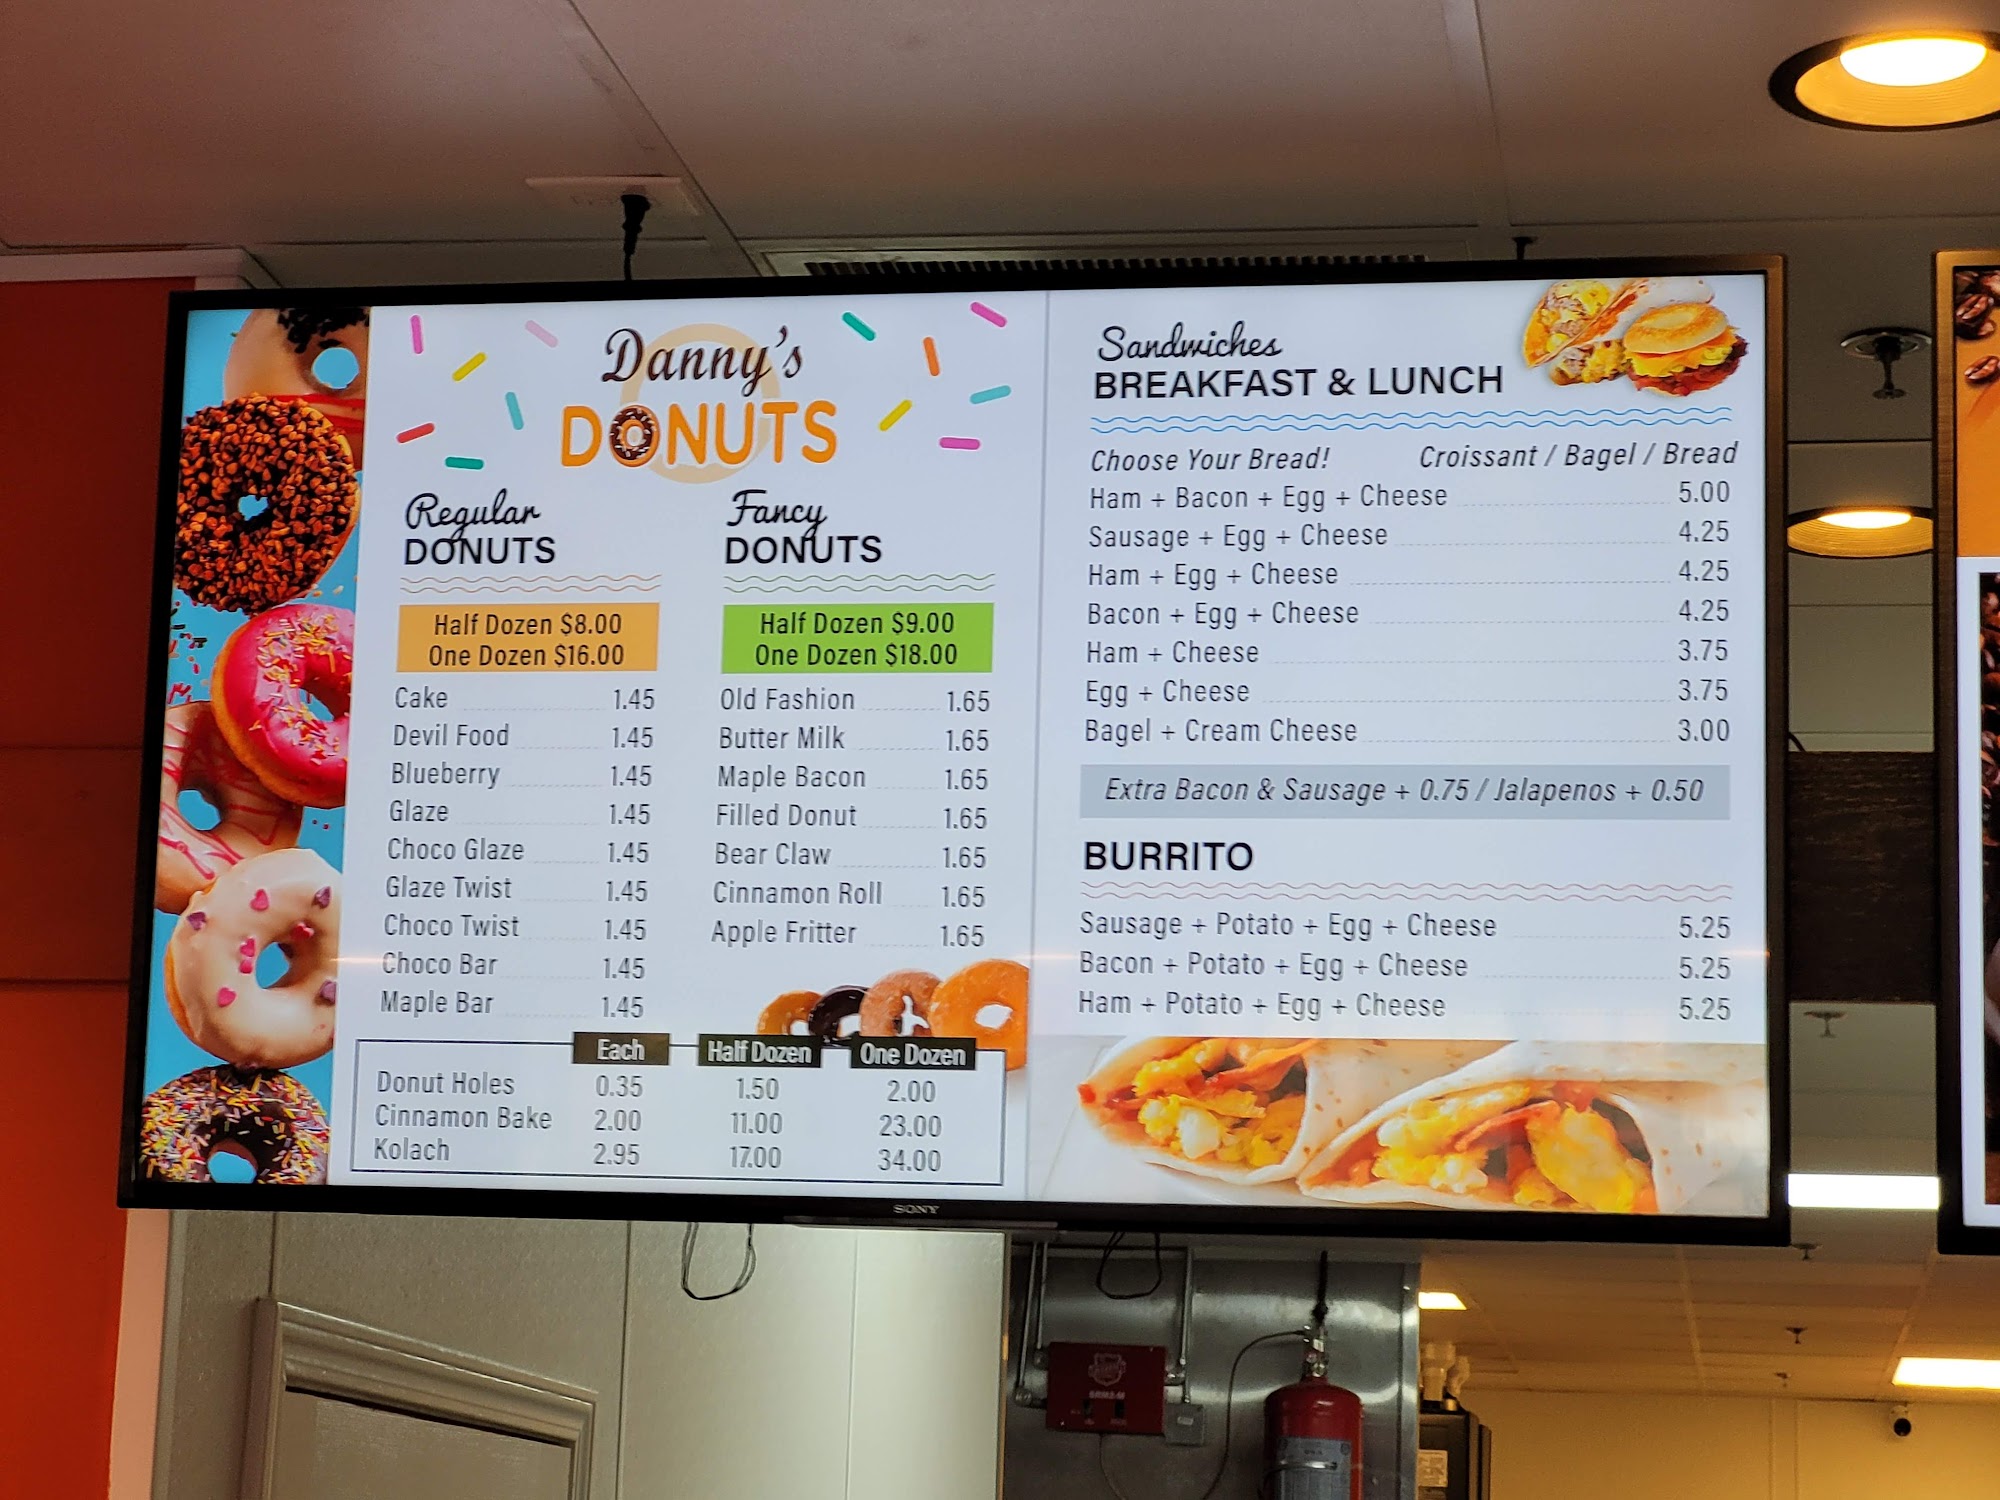 Danny's
DONUTS
Regular
DONUTS
Half Dozen $8.00
One Dozen $16.00
Cake 1.45
Devil Food 1.45
Blueberry 1.45
Glaze 1.45
Choco Glaze 1.45
Glaze Twist 1.45
Choco Twist 1.45
Choco Bar 1.45
Maple Bar 1.45
Fancy
DONUTS
Half Dozen $9.00
One Dozen $18.00
Old Fashion 1.65
Butter Milk 1.65
Maple Bacon 1.65
Filled Donut 1.65
Bear Claw 1.65
Cinnamon Roll 1.65
Apple Fritter 1.65
Each Half Dozen One Dozen
Donut Holes 0.35 1.50 2.00
Cinnamon Bake 2.00 11.00 23.00
Kolach 2.95 17.00 34.00
Sandwiches
BREAKFAST & LUNCH
Choose Your Bread! Croissant / Bagel / Bread
Ham + Bacon + Egg + Cheese 5.00
Sausage + Egg + Cheese 4.25
Ham + Egg + Cheese 4.25
Bacon + Egg + Cheese 4.25
Ham + Cheese 3.75
Egg + Cheese 3.75
Bagel + Cream Cheese 3.00
Extra Bacon & Sausage + 0.75 / Jalapenos + 0.50
BURRITO
Sausage + Potato + Egg + Cheese 5.25
Bacon + Potato + Egg + Cheese 5.25
Ham + Potato + Egg + Cheese 5.25
SONY